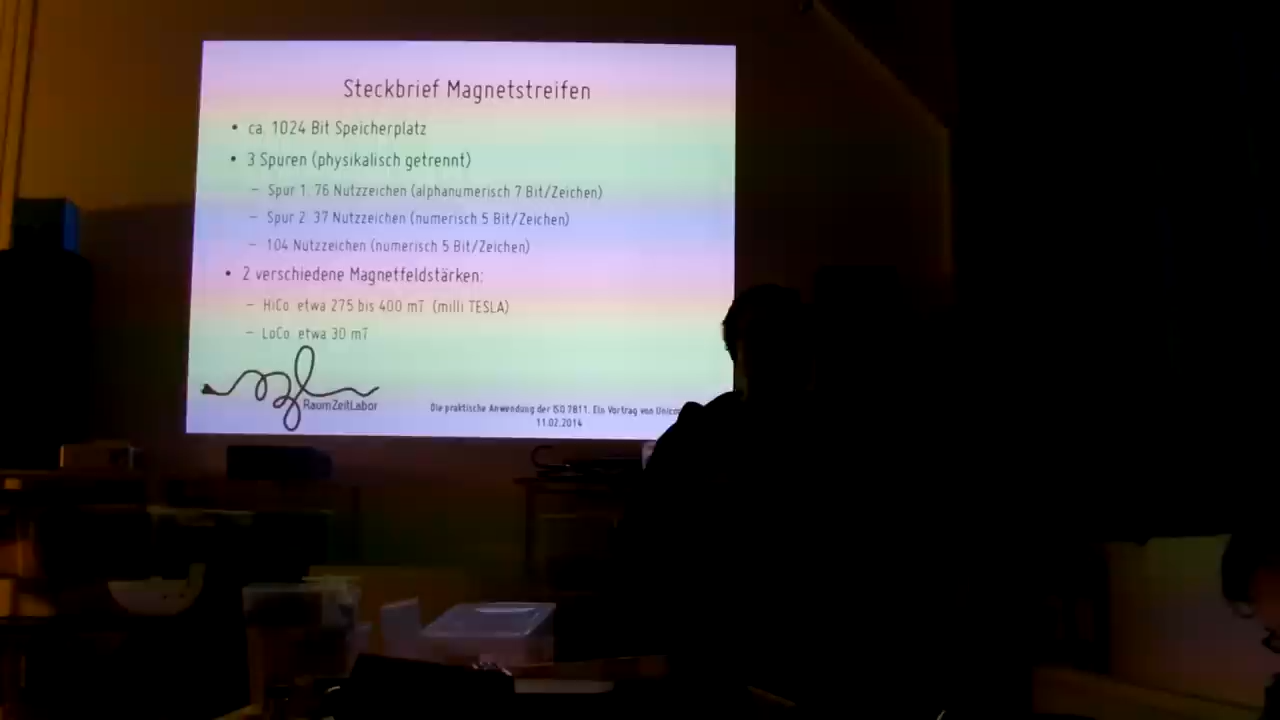 Steckbrief Magnetstreifen
• ca. 1024 Bit Speicherplatz
• 3 Spuren (physikalisch getrennt)
– Spur 1: 76 Nutzzeichen (alphanumerisch 7 Bit/Zeichen)
– Spur 2: 37 Nutzzeichen (numerisch 5 Bit/Zeichen)
– 104 Nutzzeichen (numerisch 5 Bit/Zeichen)
• 2 verschiedene Magnetfeldstärken:
– HiCo: etwa 275 bis 400 mT (milli TESLA)
– LoCo: etwa 30 mT
RaumZeitLabor
Die praktische Anwendung der ISO 7811. Ein Vortrag von
11.02.2014